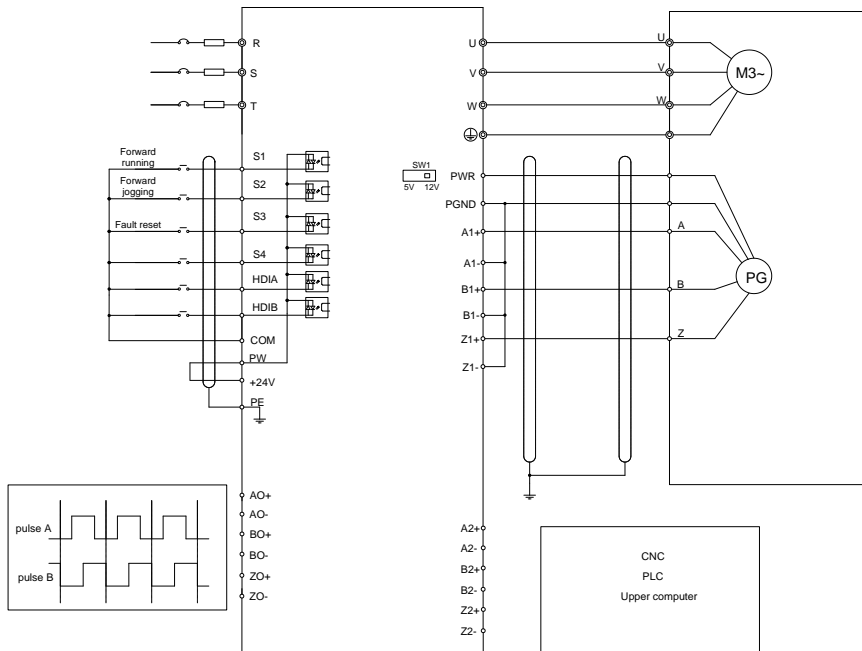 R
S
T
U
V
W
U
V
W
M3~
Forward
running
Forward
jogging
Fault reset
S1
S2
S3
S4
HDIA
HDIB
COM
PW
+24V
PE
SW1
5V 12V
PWR
PGND
A1+
A1-
B1+
B1-
Z1+
Z1-
A
B
Z
PG
pulse A
pulse B
AO+
AO-
BO+
BO-
ZO+
ZO-
A2+
A2-
B2+
B2-
Z2+
Z2-
CNC
PLC
Upper computer